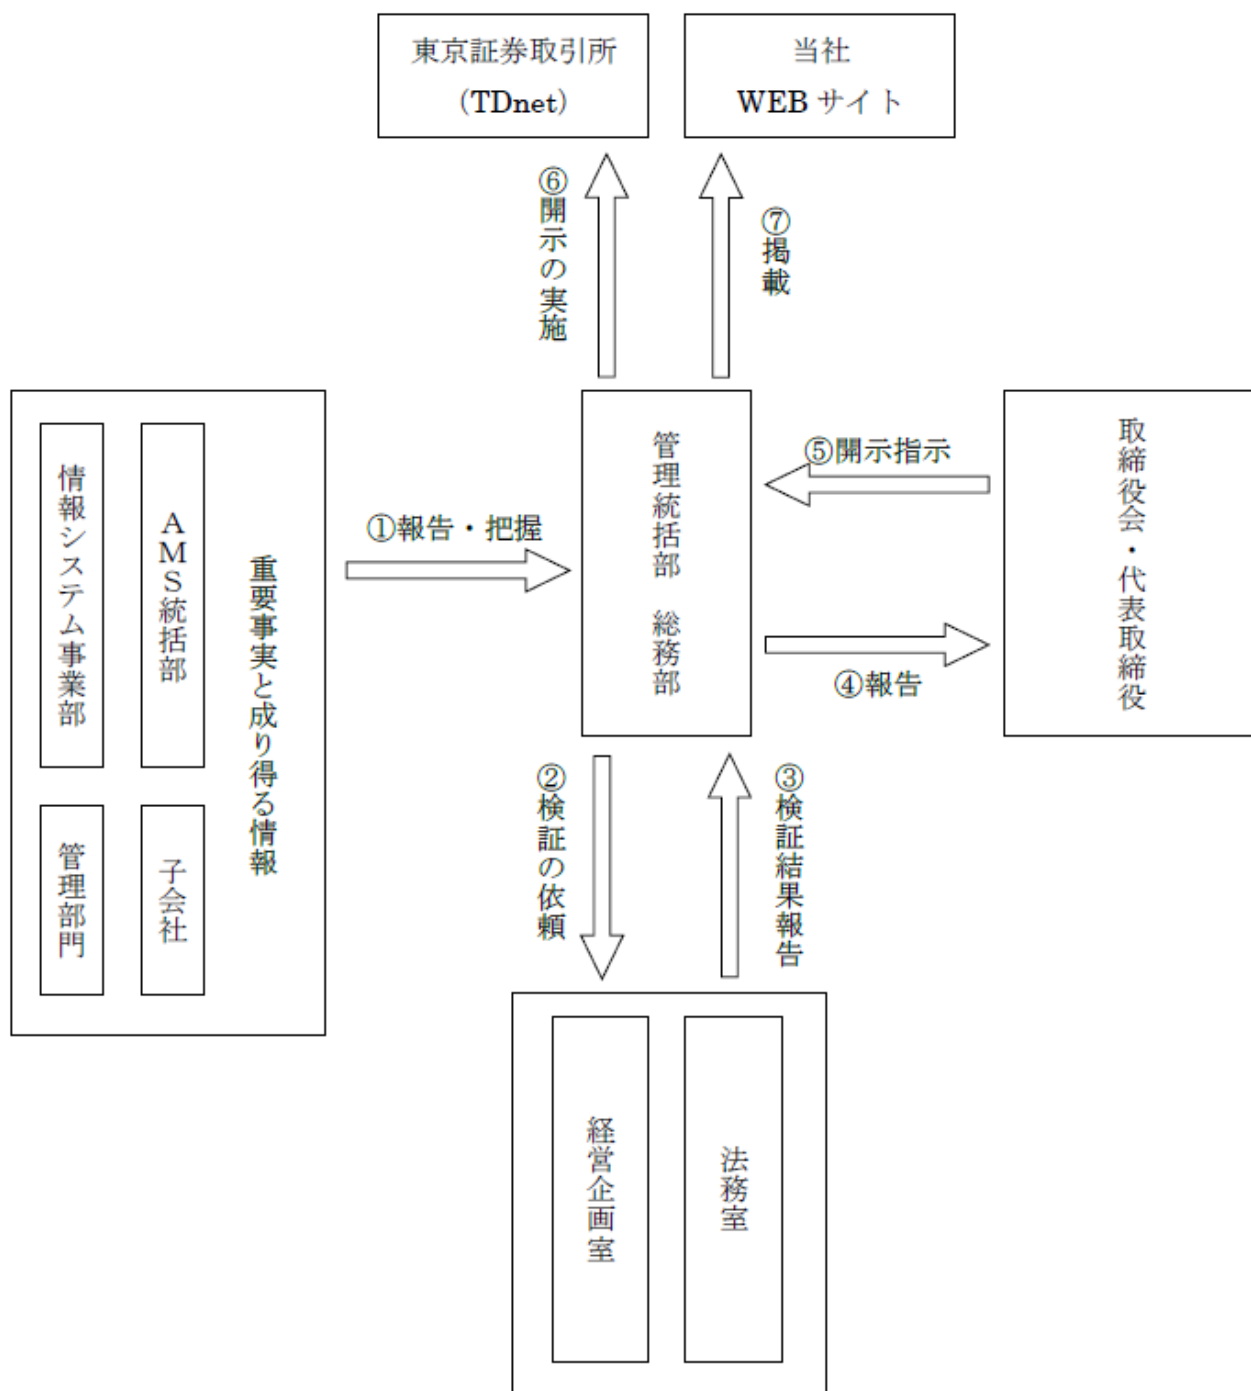 東京証券取引所
(TDnet)
当社
WEB サイト
⑥開示の実施
⑦掲載
情報システム事業部
AMS統括部
管理部門
子会社
重要事実と成り得る情報
①報告・把握
管理統括部 総務部
⑤開示指示
④報告
取締役会・代表取締役
②検証の依頼
③検証結果報告
経営企画室
法務室